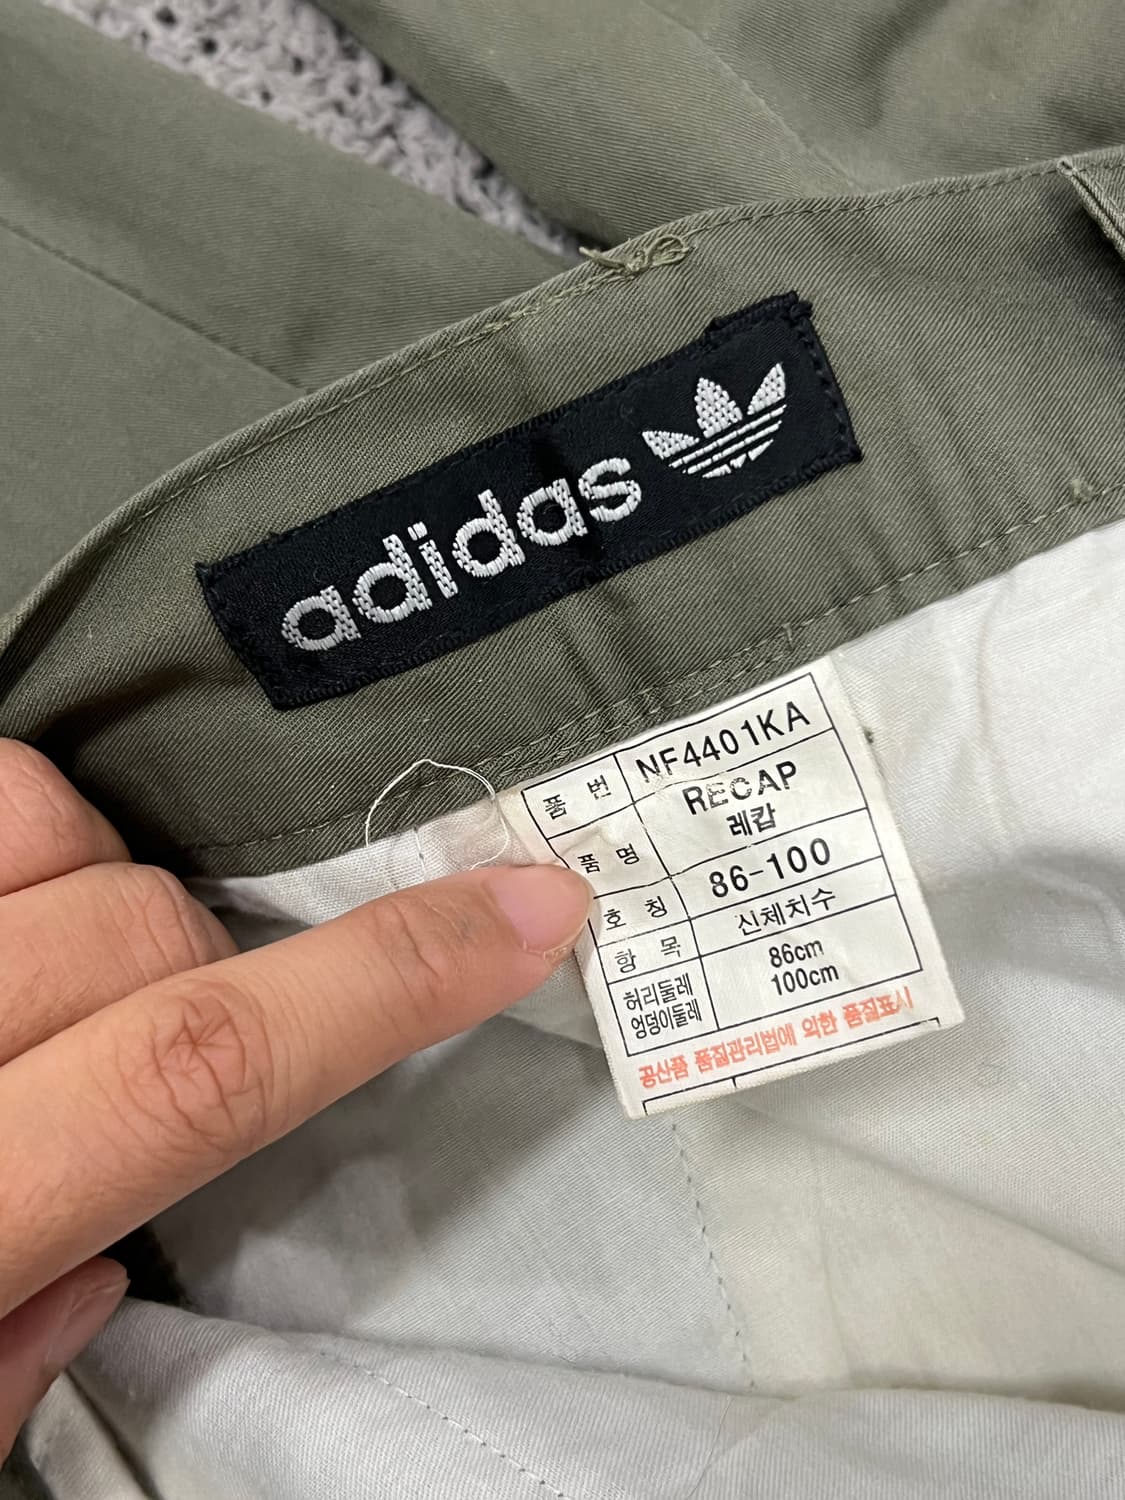 adidas
품 번 NF4401KA
품 명 RECAP
레캅
호 칭 86-100
항 목 신체치수
허리둘레 86cm
엉덩이둘레 100cm
공산품 품질관리법에 의한 품질표시